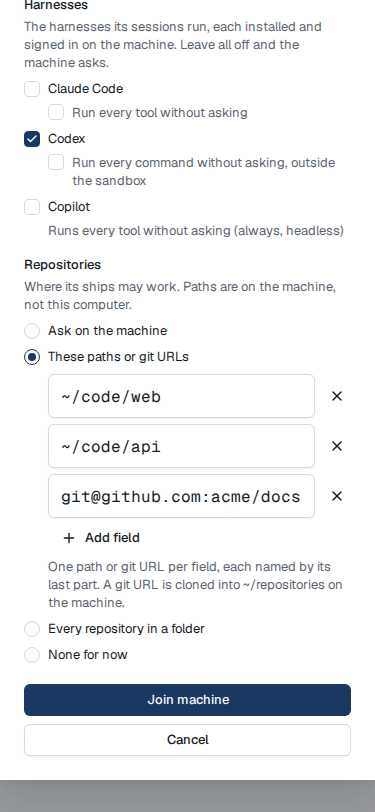 Harnesses
The harnesses its sessions run, each installed and
signed in on the machine. Leave all off and the
machine asks.
Claude Code
Run every tool without asking
Codex
Run every command without asking, outside
the sandbox
Copilot
Runs every tool without asking (always, headless)
Repositories
Where its ships may work. Paths are on the machine,
not this computer.
Ask on the machine
These paths or git URLs
~/code/web
~/code/api
git@github.com:acme/docs
Add field
One path or git URL per field, each named by its
last part. A git URL is cloned into ~/repositories on
the machine.
Every repository in a folder
None for now
Join machine
Cancel